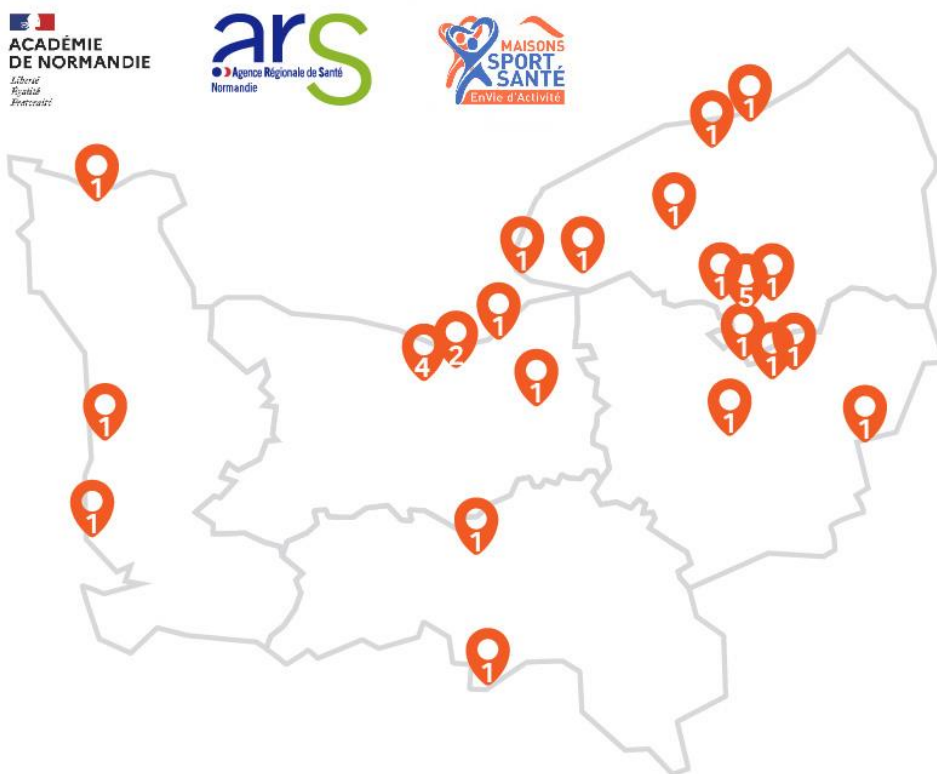 ACADÉMIE
DE NORMANDIE
Liberté
Égalité
Fraternité
ars
Agence Régionale de Santé
Normandie
MAISONS
SPORT
SANTÉ
EnVie d'Activité
1
1
1
1
1
1
1
1
5
1
1
4
2
1
1
1
1
1
1
1
1
1